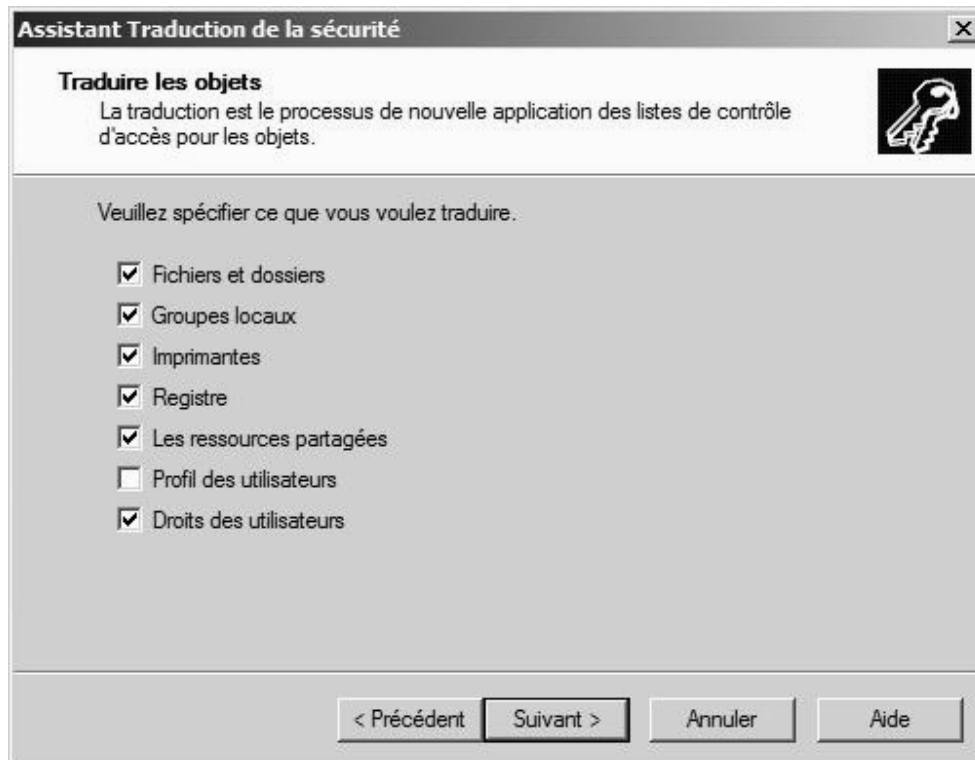 Assistant Traduction de la sécurité
Traduire les objets
La traduction est le processus de nouvelle application des listes de contrôle
d'accès pour les objets.
Veuillez spécifier ce que vous voulez traduire.
Fichiers et dossiers
Groupes locaux
Imprimantes
Registre
Les ressources partagées
Profil des utilisateurs
Droits des utilisateurs
< Précédent Suivant > Annuler Aide